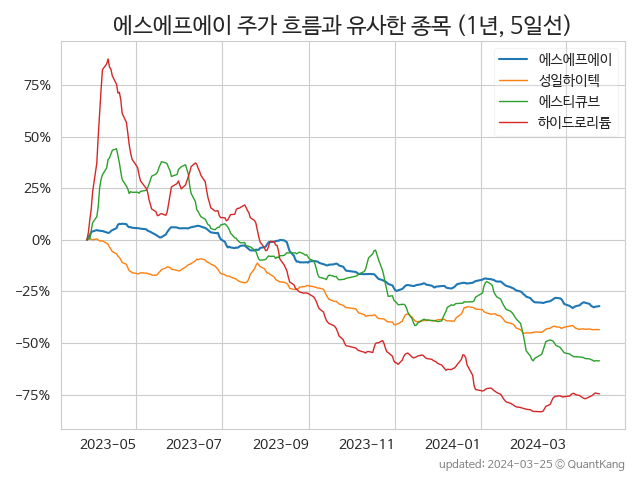 에스에프에이 주가 흐름과 유사한 종목 (1년, 5일선)
에스에프에이
성일하이텍
에스티큐브
하이드로리튬
75%
50%
25%
0%
−25%
−50%
−75%
2023-05
2023-07
2023-09
2023-11
2024-01
2024-03
updated: 2024-03-25 © QuantKang